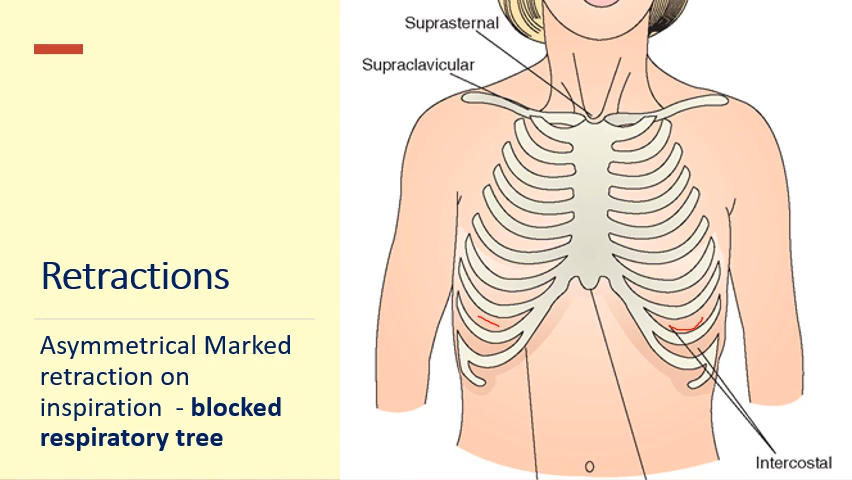 Suprasternal
Supraclavicular
Retractions
Asymmetrical Marked
retraction on
inspiration - blocked
respiratory tree
Intercostal